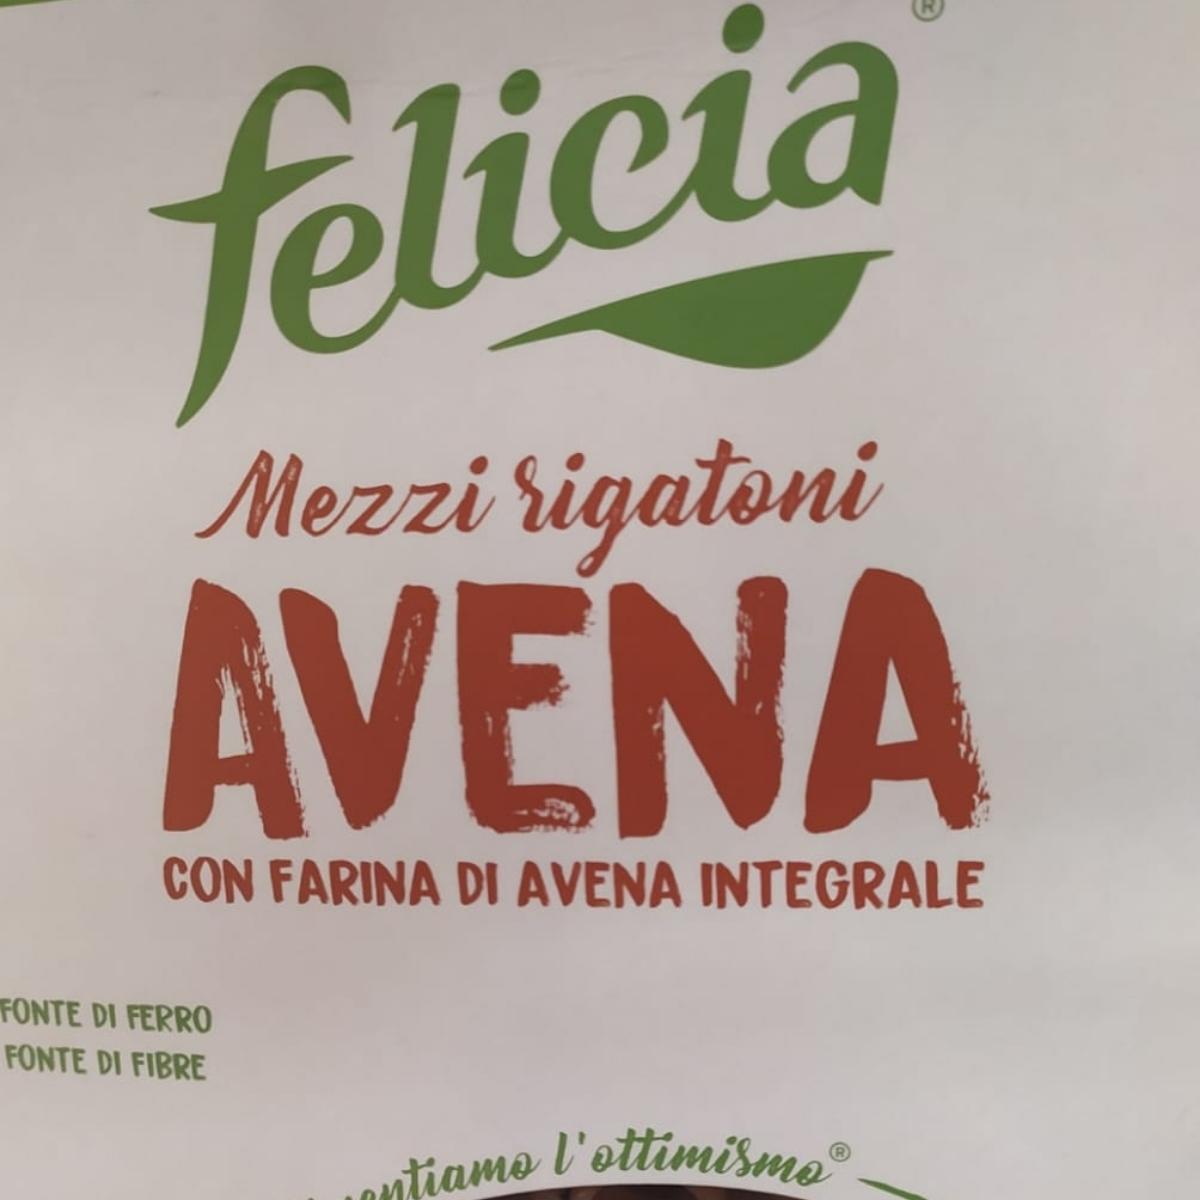 felicia®
Mezzi rigatoni
AVENA
CON FARINA DI AVENA INTEGRALE
FONTE DI FERRO
FONTE DI FIBRE
l'ottimismo®